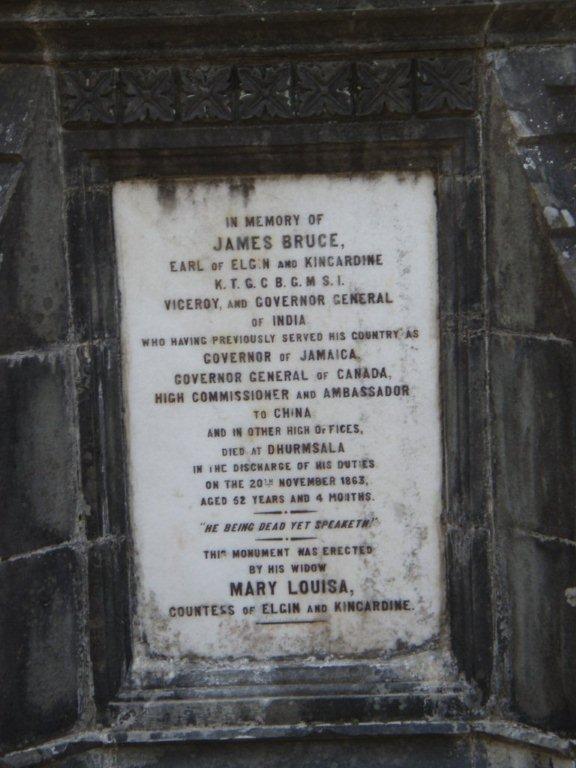 IN MEMORY OF
JAMES BRUCE,
EARL OF ELGIN AND KINCARDINE
K. T. G. C B. G. M S. I.
VICEROY, AND GOVERNOR GENERAL
OF INDIA
WHO HAVING PREVIOUSLY SERVED HIS COUNTRY AS
GOVERNOR OF JAMAICA,
GOVERNOR GENERAL OF CANADA,
HIGH COMMISSIONER AND AMBASSADOR
TO CHINA
AND IN OTHER HIGH OFFICES,
DIED AT DHURMSALA
IN THE DISCHARGE OF HIS DUTIES
ON THE 20TH NOVEMBER 1863,
AGED 52 YEARS AND 4 MONTHS.
"HE BEING DEAD YET SPEAKETH"
THIS MONUMENT WAS ERECTED
BY HIS WIDOW
MARY LOUISA,
COUNTESS OF ELGIN AND KINCARDINE.